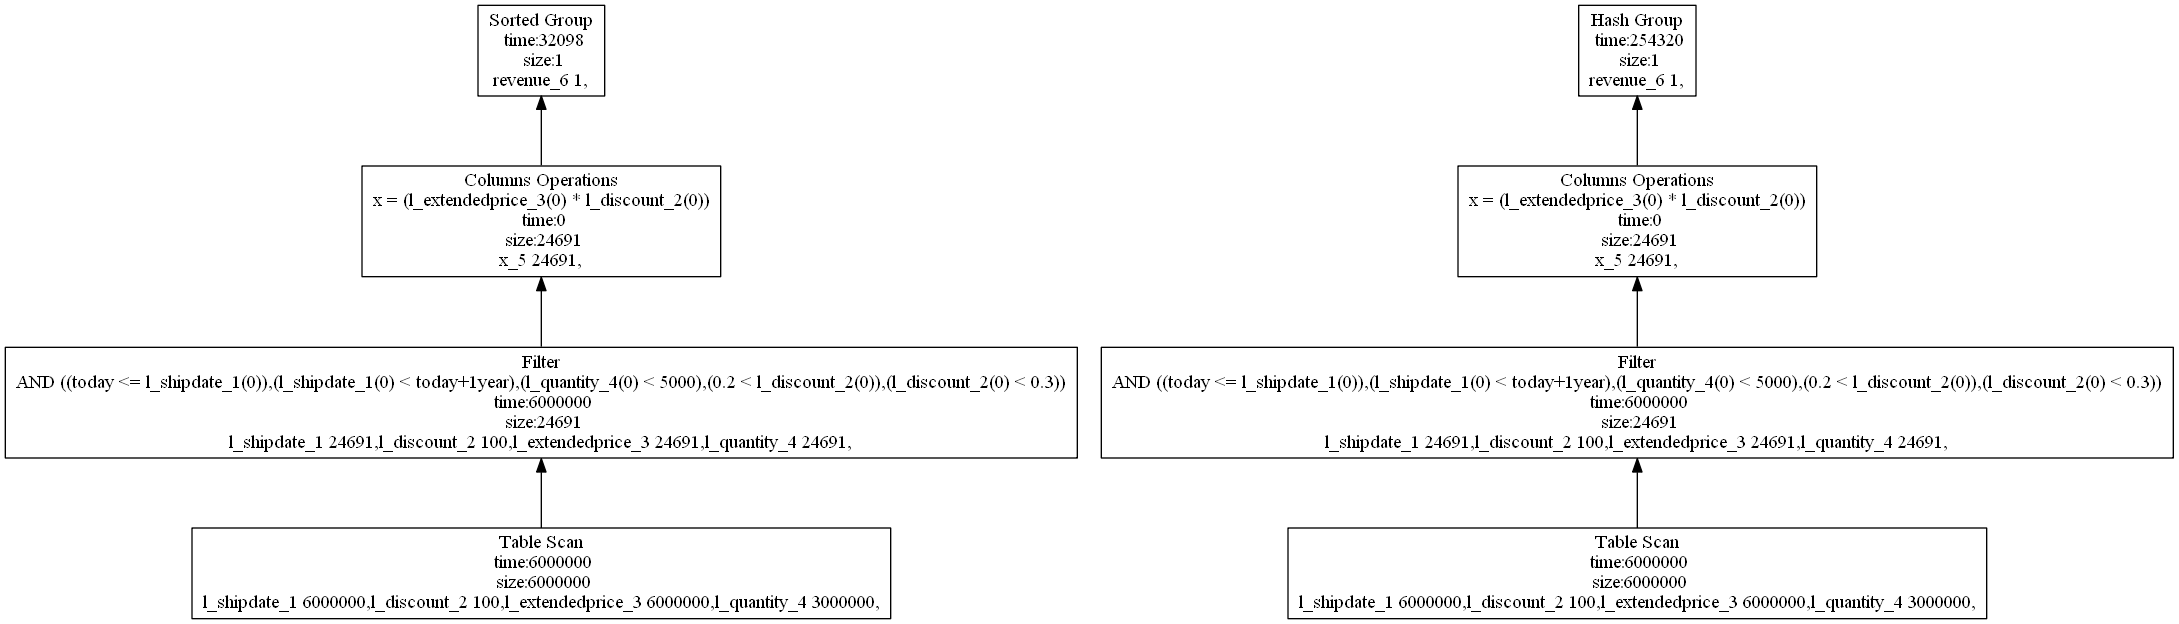 Sorted Group
time:32098
size:1
revenue_6 1,
Columns Operations
x = (l_extendedprice_3(0) * l_discount_2(0))
time:0
size:24691
x_5 24691,
Filter
AND ((today <= l_shipdate_1(0)),(l_shipdate_1(0) < today+1year),(l_quantity_4(0) < 5000),(0.2 < l_discount_2(0)),(l_discount_2(0) < 0.3))
time:6000000
size:24691
l_shipdate_1 24691,l_discount_2 100,l_extendedprice_3 24691,l_quantity_4 24691,
Table Scan
time:6000000
size:6000000
l_shipdate_1 6000000,l_discount_2 100,l_extendedprice_3 6000000,l_quantity_4 3000000,
Hash Group
time:254320
size:1
revenue_6 1,
Columns Operations
x = (l_extendedprice_3(0) * l_discount_2(0))
time:0
size:24691
x_5 24691,
Filter
AND ((today <= l_shipdate_1(0)),(l_shipdate_1(0) < today+1year),(l_quantity_4(0) < 5000),(0.2 < l_discount_2(0)),(l_discount_2(0) < 0.3))
time:6000000
size:24691
l_shipdate_1 24691,l_discount_2 100,l_extendedprice_3 24691,l_quantity_4 24691,
Table Scan
time:6000000
size:6000000
l_shipdate_1 6000000,l_discount_2 100,l_extendedprice_3 6000000,l_quantity_4 3000000,